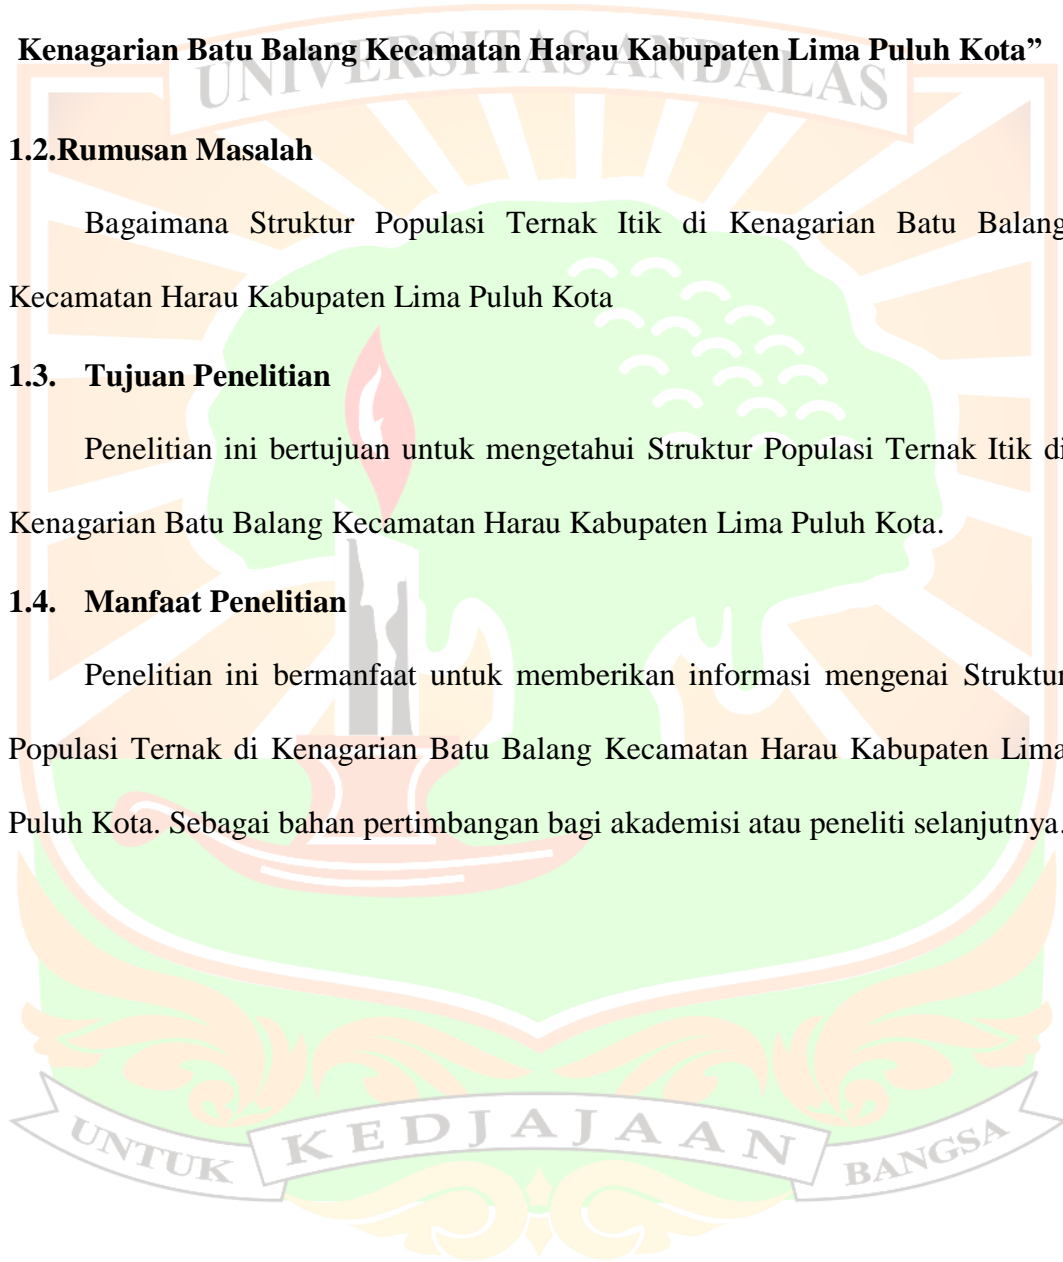 Kenagarian Batu Balang Kecamatan Harau Kabupaten Lima Puluh Kota”
UNIVERSITAS ANDALAS
1.2.Rumusan Masalah
Bagaimana Struktur Populasi Ternak Itik di Kenagarian Batu Balang
Kecamatan Harau Kabupaten Lima Puluh Kota
1.3. Tujuan Penelitian
Penelitian ini bertujuan untuk mengetahui Struktur Populasi Ternak Itik di
Kenagarian Batu Balang Kecamatan Harau Kabupaten Lima Puluh Kota.
1.4. Manfaat Penelitian
Penelitian ini bermanfaat untuk memberikan informasi mengenai Struktur
Populasi Ternak di Kenagarian Batu Balang Kecamatan Harau Kabupaten Lima
Puluh Kota. Sebagai bahan pertimbangan bagi akademisi atau peneliti selanjutnya.
UNTUK KEDJAJAAN BANGSA